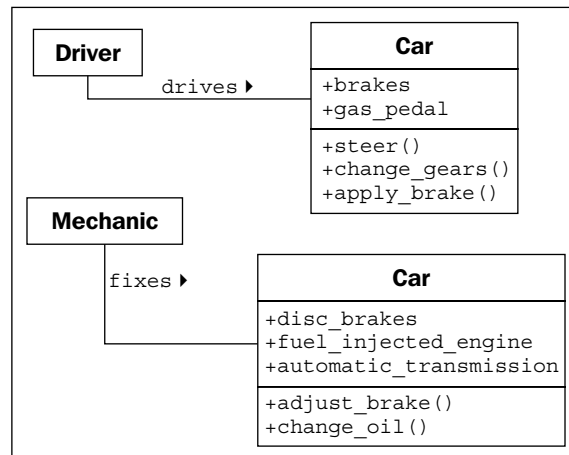 Driver
drives
Car
+brakes
+gas_pedal
+steer()
+change_gears()
+apply_brake()
Mechanic
fixes
Car
+disc_brakes
+fuel_injected_engine
+automatic_transmission
+adjust_brake()
+change_oil()